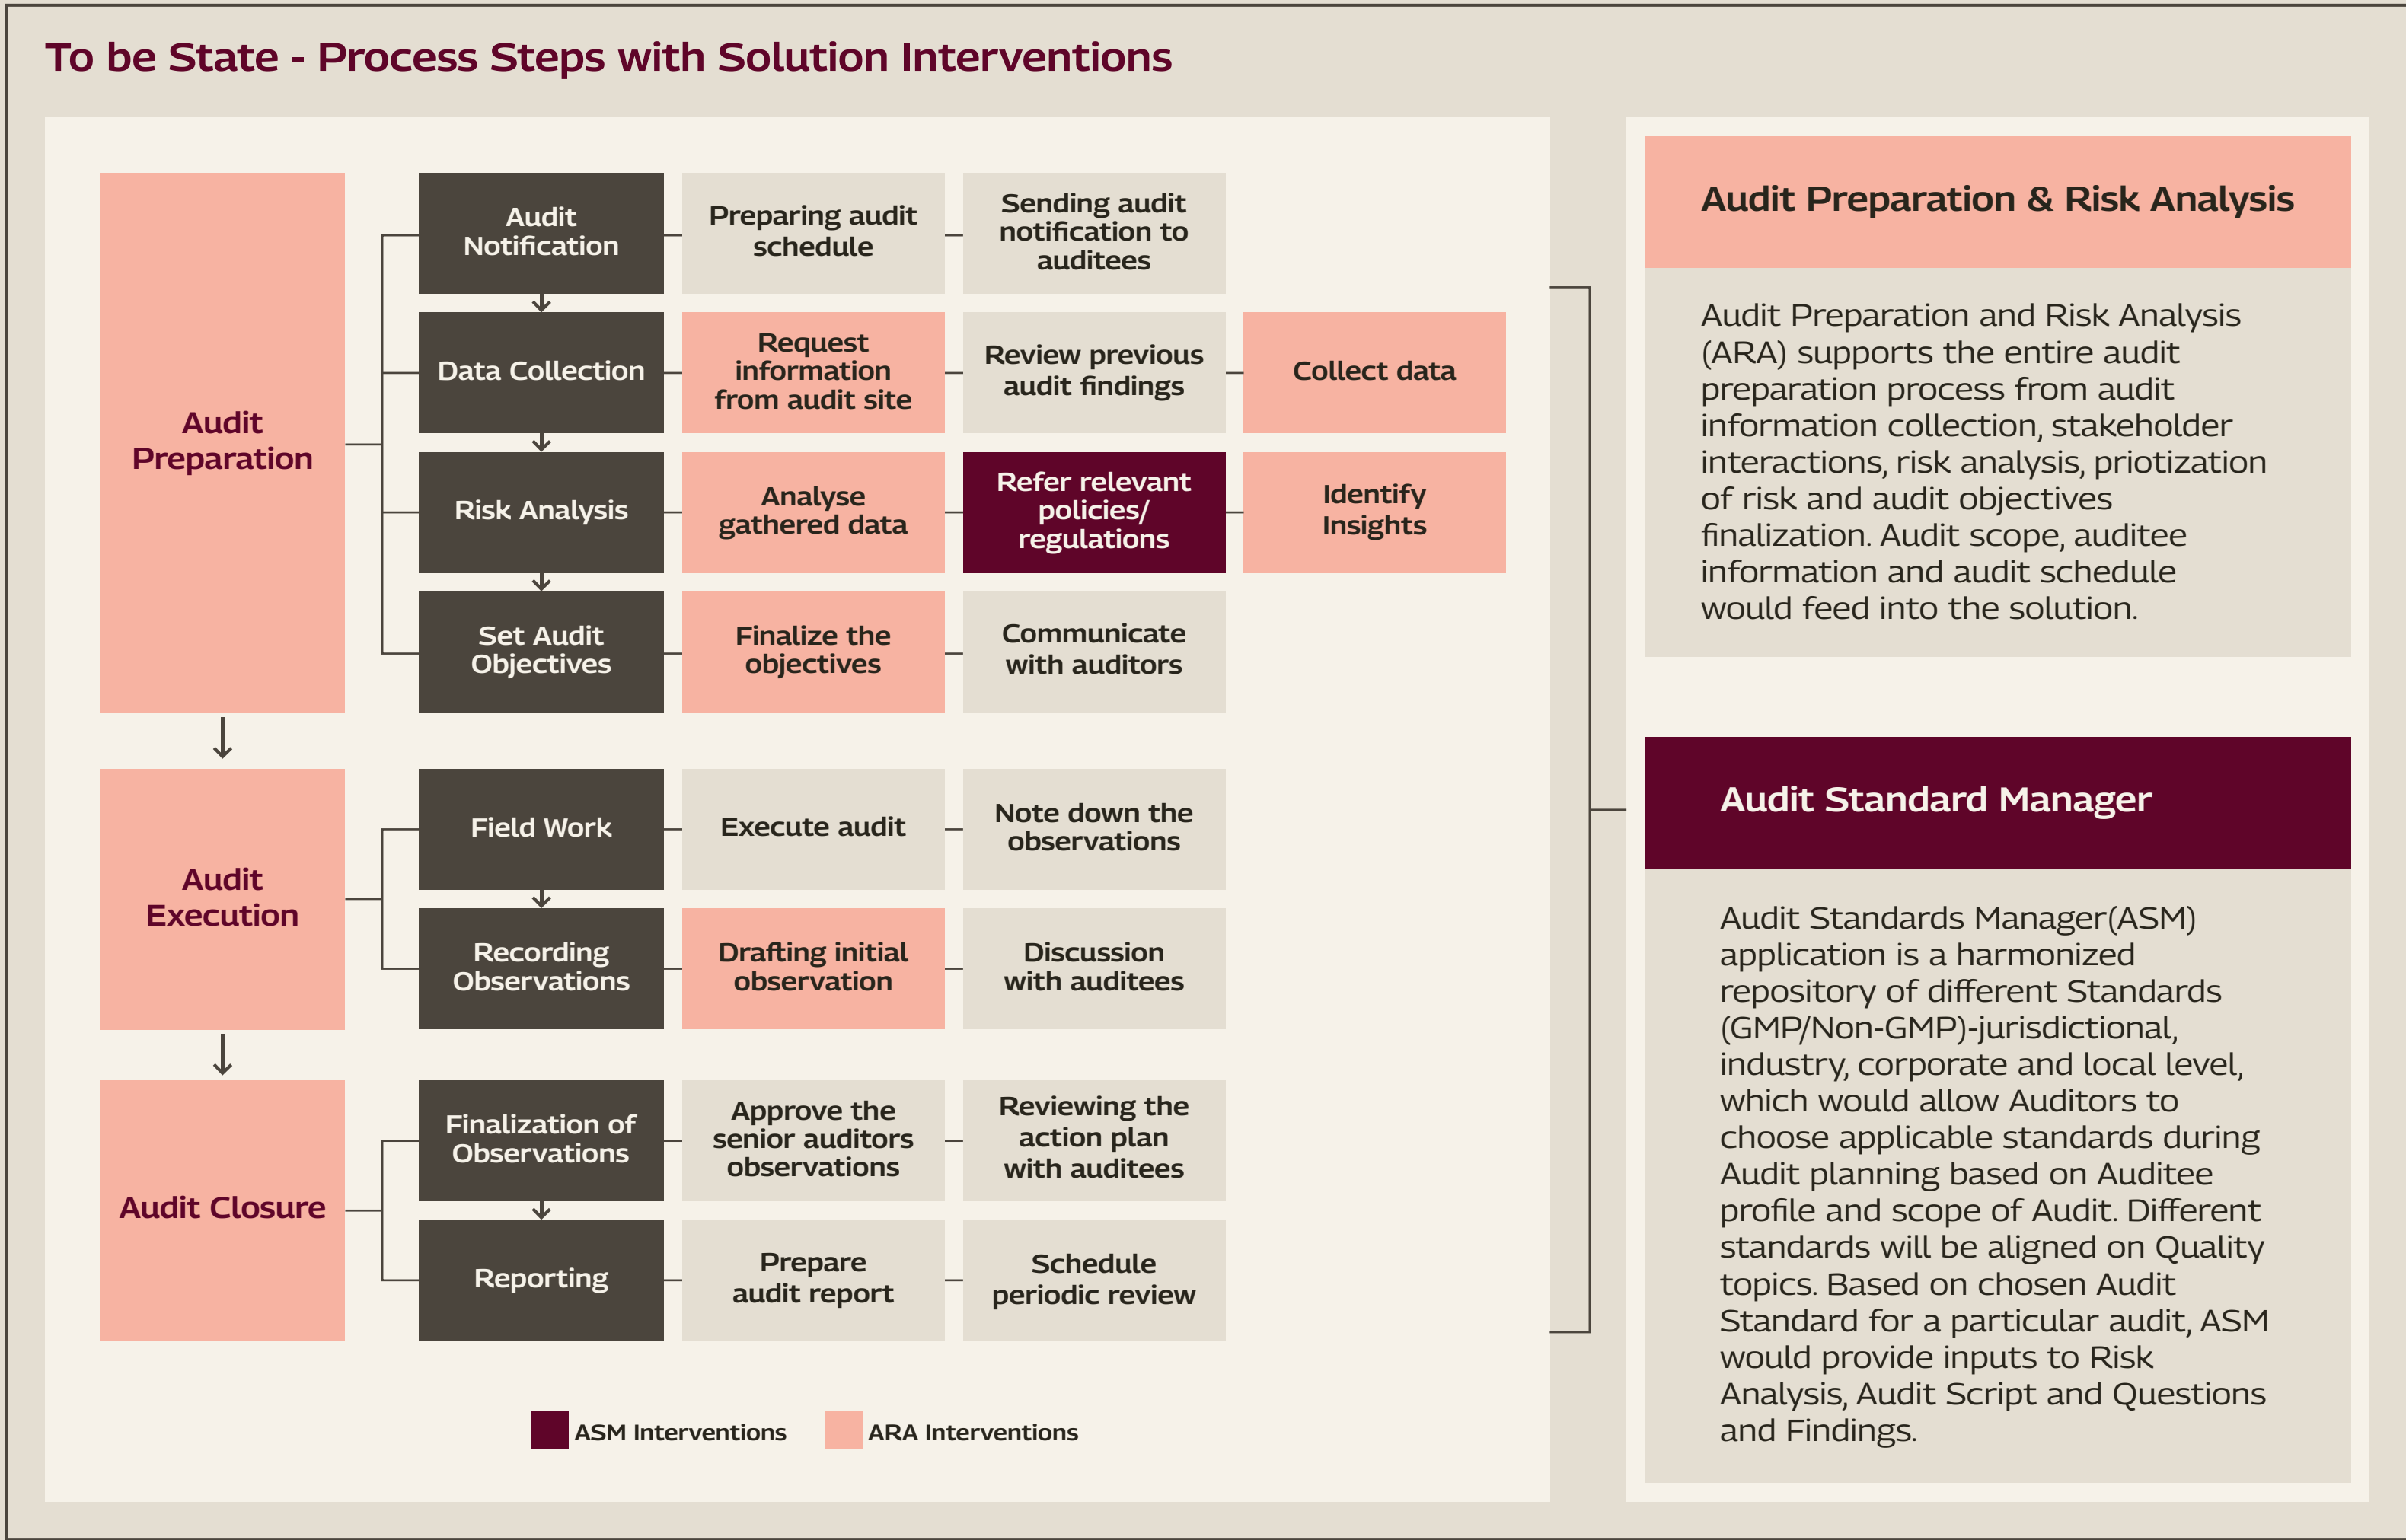 To be State - Process Steps with Solution Interventions
Audit
Preparation
Audit
Notification
Preparing audit
schedule
Sending audit
notification to
auditees
Data Collection
Request
information
from audit site
Review previous
audit findings
Collect data
Risk Analysis
Analyse
gathered data
Refer relevant
policies/
regulations
Identify
Insights
Set Audit
Objectives
Finalize the
objectives
Communicate
with auditors
Audit
Execution
Field Work
Execute audit
Note down the
observations
Recording
Observations
Drafting initial
observation
Discussion
with auditees
Audit Closure
Finalization of
Observations
Approve the
senior auditors
observations
Reviewing the
action plan
with auditees
Reporting
Prepare
audit report
Schedule
periodic review
ASM Interventions
ARA Interventions
Audit Preparation & Risk Analysis
Audit Preparation and Risk Analysis
(ARA) supports the entire audit
preparation process from audit
information collection, stakeholder
interactions, risk analysis, priotization
of risk and audit objectives
finalization. Audit scope, auditee
information and audit schedule
would feed into the solution.
Audit Standard Manager
Audit Standards Manager(ASM)
application is a harmonized
repository of different Standards
(GMP/Non-GMP)-jurisdictional,
industry, corporate and local level,
which would allow Auditors to
choose applicable standards during
Audit planning based on Auditee
profile and scope of Audit. Different
standards will be aligned on Quality
topics. Based on chosen Audit
Standard for a particular audit, ASM
would provide inputs to Risk
Analysis, Audit Script and Questions
and Findings.